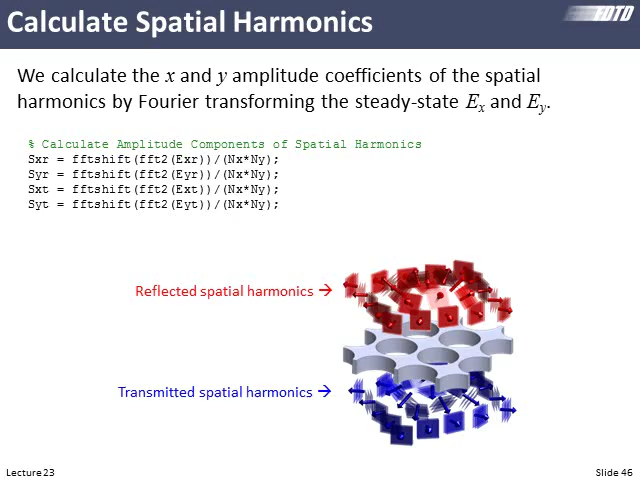 Calculate Spatial Harmonics
FDTD
We calculate the x and y amplitude coefficients of the spatial
harmonics by Fourier transforming the steady-state Ex and Ey.
% Calculate Amplitude Components of Spatial Harmonics
Sxr = fftshift(fft2(Exr))/(Nx*Ny);
Syr = fftshift(fft2(Eyr))/(Nx*Ny);
Sxt = fftshift(fft2(Ext))/(Nx*Ny);
Syt = fftshift(fft2(Eyt))/(Nx*Ny);
Reflected spatial harmonics →
Transmitted spatial harmonics →
Lecture 23
Slide 46